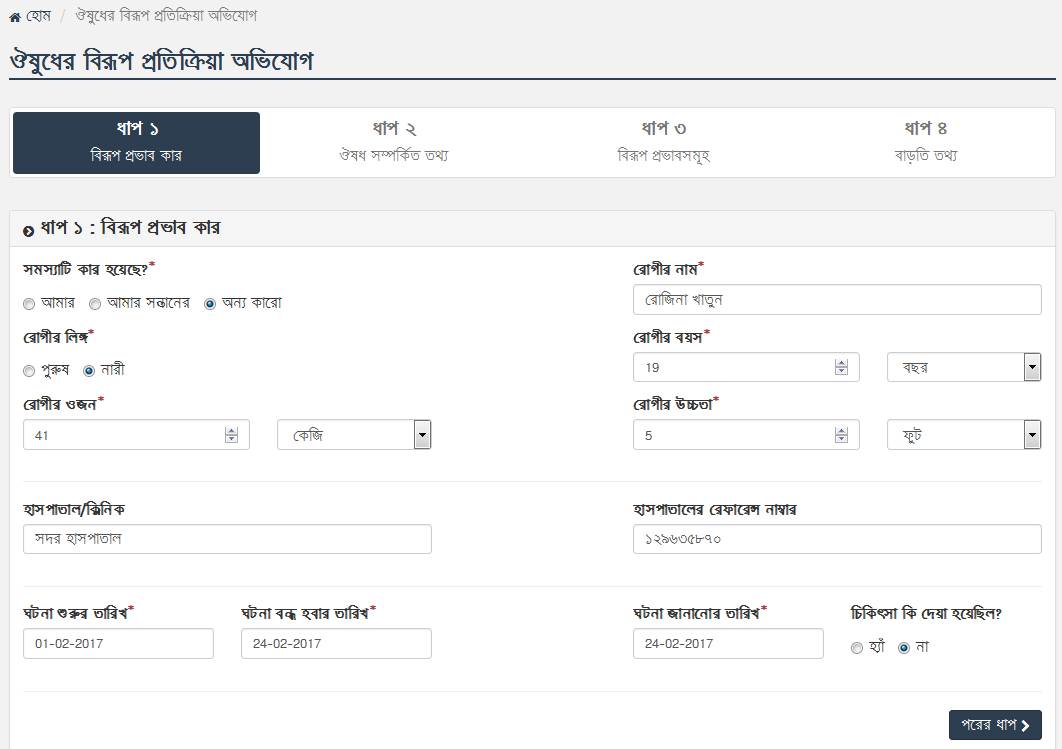 হোম / ঔষুধের বিরূপ প্রতিক্রিয়া অভিযোগ
ঔষুধের বিরূপ প্রতিক্রিয়া অভিযোগ
ধাপ ১ ধাপ ২ ধাপ ৩ ধাপ ৪
বিরূপ প্রভাব কার ঔষধ সম্পর্কিত তথ্য বিরূপ প্রভাবসমূহ বাড়তি তথ্য
ধাপ ১ : বিরূপ প্রভাব কার
সমস্যাটি কার হয়েছে?* রোগীর নাম*
আমার আমার সন্তানের অন্য কারো রোজিনা খাতুন
রোগীর লিঙ্গ* রোগীর বয়স*
পুরুষ নারী 19 বছর
রোগীর ওজন* রোগীর উচ্চতা*
41 কেজি 5 ফুট
হাসপাতাল/ক্লিনিক হাসপাতালের রেফারেন্স নাম্বার
সদর হাসপাতাল ১২৯৬৩৫৮৭০
ঘটনা শুরুর তারিখ* ঘটনা বন্ধ হবার তারিখ* ঘটনা জানানোর তারিখ* চিকিৎসা কি দেয়া হয়েছিল?
01-02-2017 24-02-2017 24-02-2017 হ্যাঁ না
পরের ধাপ